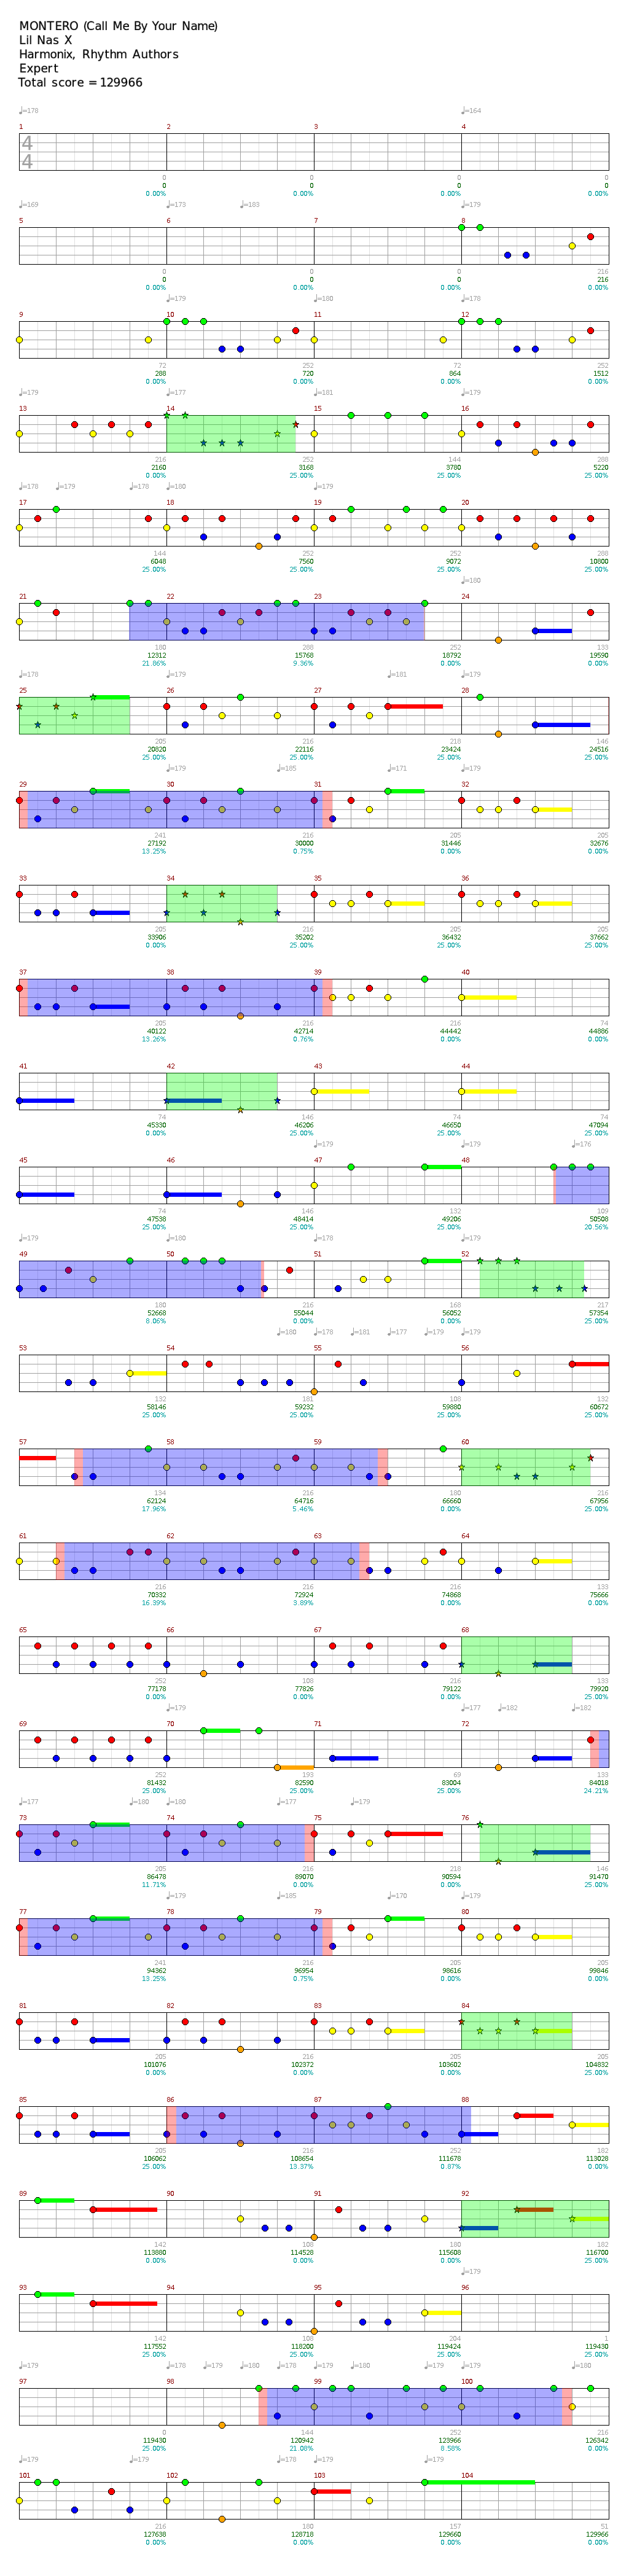 MONTERO (Call Me By Your Name)
Lil Nas X
Harmonix, Rhythm Authors
Expert
Total score = 129966
♩=178 ♩=164
1 2 3 4
4
4
0 0 0 0
0 0 0 0
0.00% 0.00% 0.00% 0.00%
♩=169 ♩=173 ♩=183 ♩=179
5 6 7 8
0 0 0 216
0 0 0 216
0.00% 0.00% 0.00% 0.00%
♩=179 ♩=180 ♩=178
9 10 11 12
72 252 72 252
288 720 864 1512
0.00% 0.00% 0.00% 0.00%
♩=179 ♩=177 ♩=181 ♩=179
13 14 15 16
216 252 144 288
2160 3168 3780 5220
0.00% 25.00% 25.00% 25.00%
♩=178 ♩=179 ♩=178 ♩=180 ♩=179
17 18 19 20
144 252 252 288
6048 7560 9072 10800
25.00% 25.00% 25.00% 25.00%
♩=180
21 22 23 24
180 288 252 133
12312 15768 18792 19590
21.86% 9.36% 0.00% 0.00%
♩=178 ♩=179 ♩=181 ♩=179
25 26 27 28
205 216 218 146
20820 22116 23424 24516
25.00% 25.00% 25.00% 25.00%
♩=179 ♩=185 ♩=171 ♩=179
29 30 31 32
241 216 205 205
27192 30000 31446 32676
13.25% 0.75% 0.00% 0.00%
33 34 35 36
205 216 205 205
33906 35202 36432 37662
0.00% 25.00% 25.00% 25.00%
37 38 39 40
205 216 216 74
40122 42714 44442 44886
13.26% 0.76% 0.00% 0.00%
41 42 43 44
74 146 74 74
45330 46206 46650 47094
0.00% 25.00% 25.00% 25.00%
♩=179 ♩=179 ♩=176
45 46 47 48
74 146 132 109
47538 48414 49206 50508
25.00% 25.00% 25.00% 20.56%
♩=179 ♩=180 ♩=178 ♩=179
49 50 51 52
180 216 168 217
52668 55044 56052 57354
8.06% 0.00% 0.00% 25.00%
♩=180 ♩=178 ♩=181 ♩=177 ♩=179 ♩=179
53 54 55 56
132 181 108 132
58146 59232 59880 60672
25.00% 25.00% 25.00% 25.00%
57 58 59 60
134 216 216 216
62124 64716 66660 67956
17.96% 5.46% 0.00% 25.00%
61 62 63 64
216 216 216 133
70332 72924 74868 75666
16.39% 3.89% 0.00% 0.00%
65 66 67 68
252 108 216 133
77178 77826 79122 79920
0.00% 0.00% 0.00% 25.00%
♩=179 ♩=177 ♩=182 ♩=182
69 70 71 72
252 193 69 133
81432 82590 83004 84018
25.00% 25.00% 25.00% 24.21%
♩=177 ♩=180 ♩=180 ♩=177 ♩=179
73 74 75 76
205 216 218 146
86478 89070 90594 91470
11.71% 0.00% 0.00% 25.00%
♩=179 ♩=185 ♩=170 ♩=179
77 78 79 80
241 216 205 205
94362 96954 98616 99846
13.25% 0.75% 0.00% 0.00%
81 82 83 84
205 216 205 205
101076 102372 103602 104832
0.00% 0.00% 0.00% 25.00%
85 86 87 88
205 216 252 182
106062 108654 111678 113028
25.00% 13.37% 0.87% 0.00%
89 90 91 92
142 108 180 182
113880 114528 115608 116700
0.00% 0.00% 0.00% 25.00%
♩=179
93 94 95 96
142 108 204 1
117552 118200 119424 119430
25.00% 25.00% 25.00% 25.00%
♩=179 ♩=178 ♩=179 ♩=180 ♩=178 ♩=179 ♩=180 ♩=179 ♩=179 ♩=180
97 98 99 100
0 144 252 216
119430 120942 123966 126342
25.00% 21.08% 8.58% 0.00%
♩=179 ♩=179 ♩=178 ♩=179 ♩=179
101 102 103 104
216 180 157 51
127638 128718 129660 129966
0.00% 0.00% 0.00% 0.00%